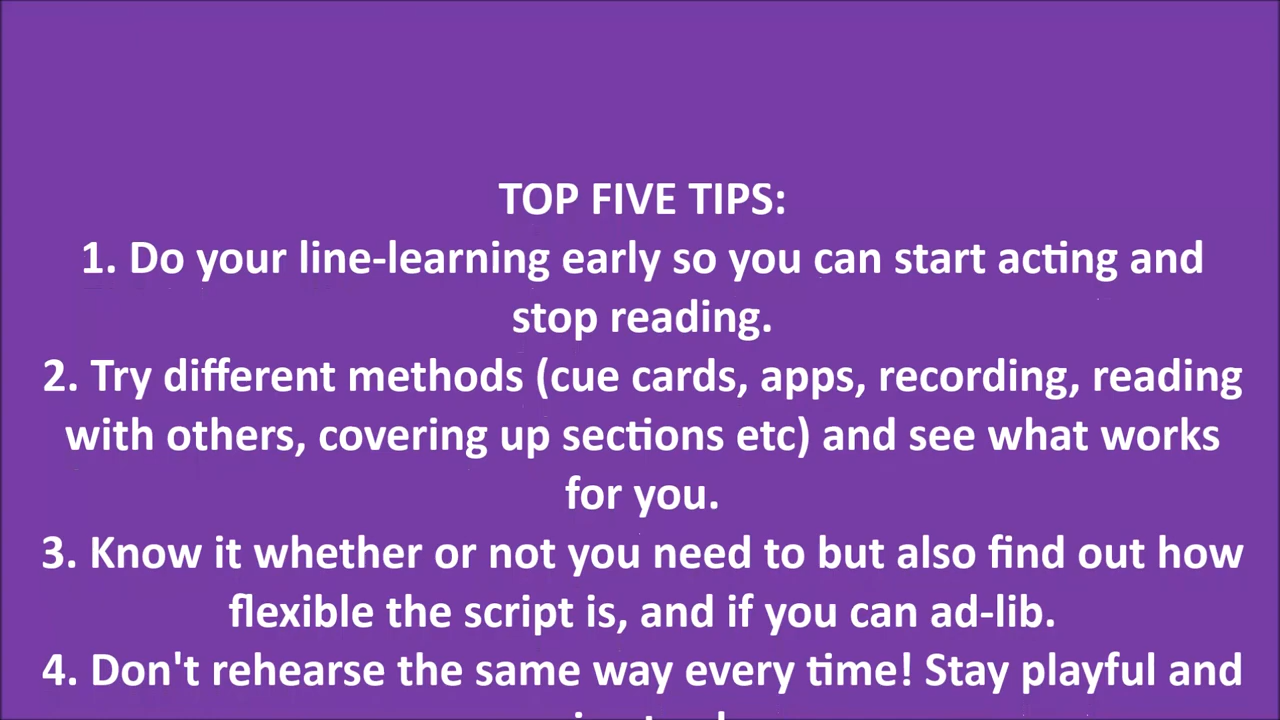 TOP FIVE TIPS:
1. Do your line-learning early so you can start acting and
stop reading.
2. Try different methods (cue cards, apps, recording, reading
with others, covering up sections etc) and see what works
for you.
3. Know it whether or not you need to but also find out how
flexible the script is, and if you can ad-lib.
4. Don't rehearse the same way every time! Stay playful and